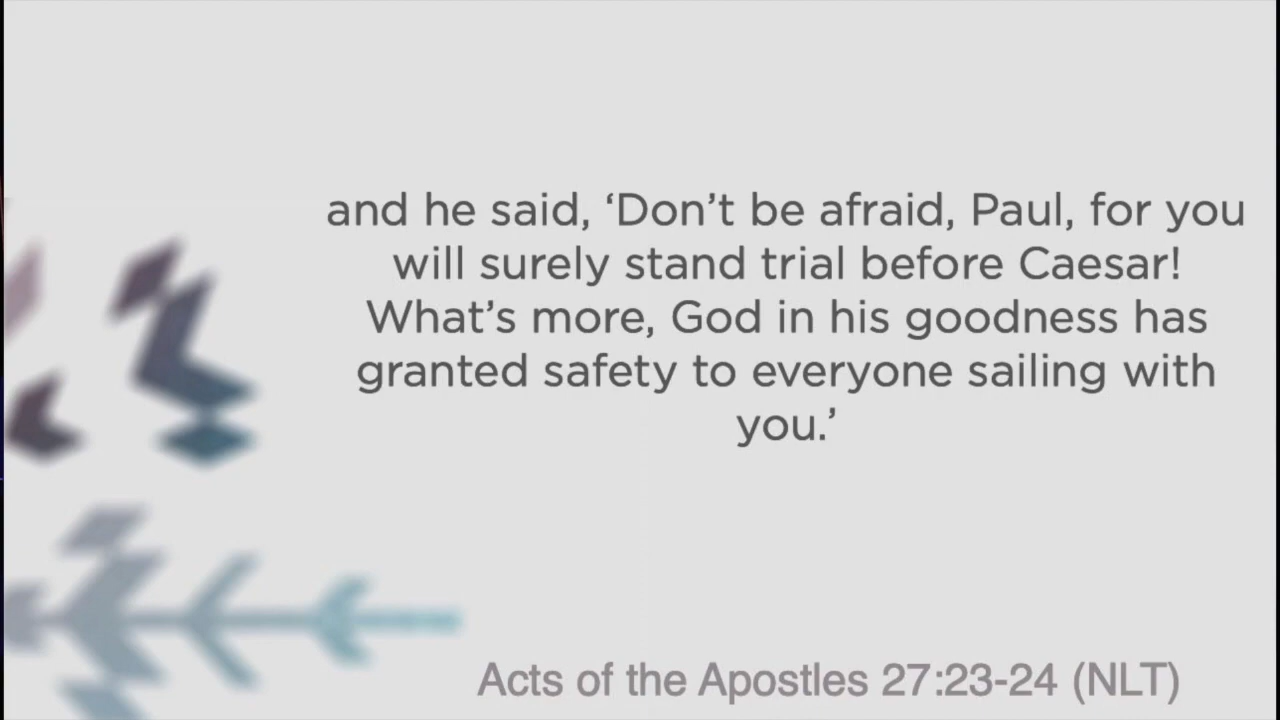 and he said, ‘Don’t be afraid, Paul, for you
will surely stand trial before Caesar!
What’s more, God in his goodness has
granted safety to everyone sailing with
you.’
Acts of the Apostles 27:23-24 (NLT)